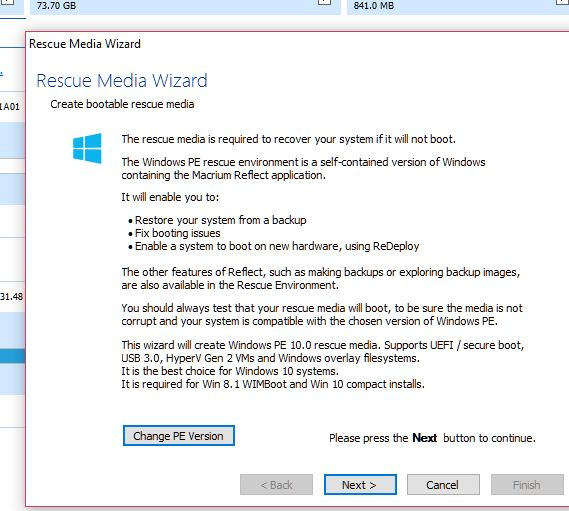 73.70 GB
841.0 MB
Rescue Media Wizard
Rescue Media Wizard
Create bootable rescue media
1A01
The rescue media is required to recover your system if it will not boot.
The Windows PE rescue environment is a self-contained version of Windows
containing the Macrium Reflect application.
It will enable you to:
• Restore your system from a backup
• Fix booting issues
• Enable a system to boot on new hardware, using ReDeploy
The other features of Reflect, such as making backups or exploring backup images,
are also available in the Rescue Environment.
31.48
You should always test that your rescue media will boot, to be sure the media is not
corrupt and your system is compatible with the chosen version of Windows PE.
This wizard will create Windows PE 10.0 rescue media. Supports UEFI / secure boot,
USB 3.0, HyperV Gen 2 VMs and Windows overlay filesystems.
It is the best choice for Windows 10 systems.
It is required for Win 8.1 WIMBoot and Win 10 compact installs.
Change PE Version
Please press the Next button to continue.
< Back
Next >
Cancel
Finish